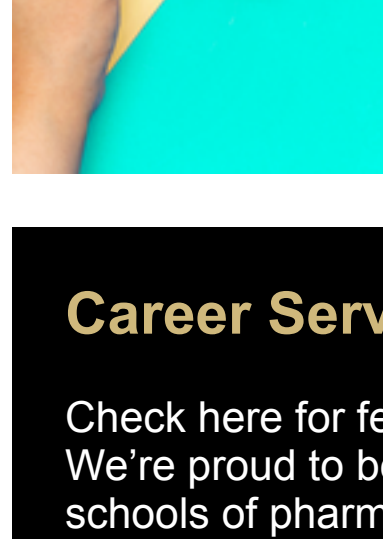 Career Serv
Check here for fe
We’re proud to be
schools of pharm